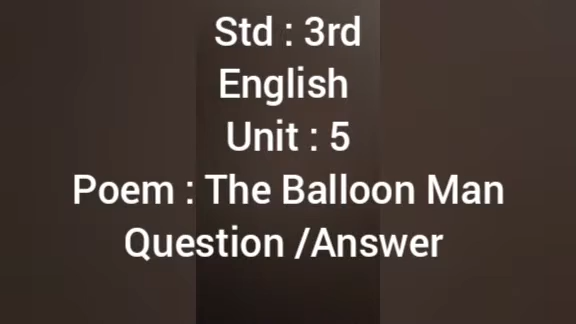 Std : 3rd
English
Unit : 5
Poem : The Balloon Man
Question /Answer